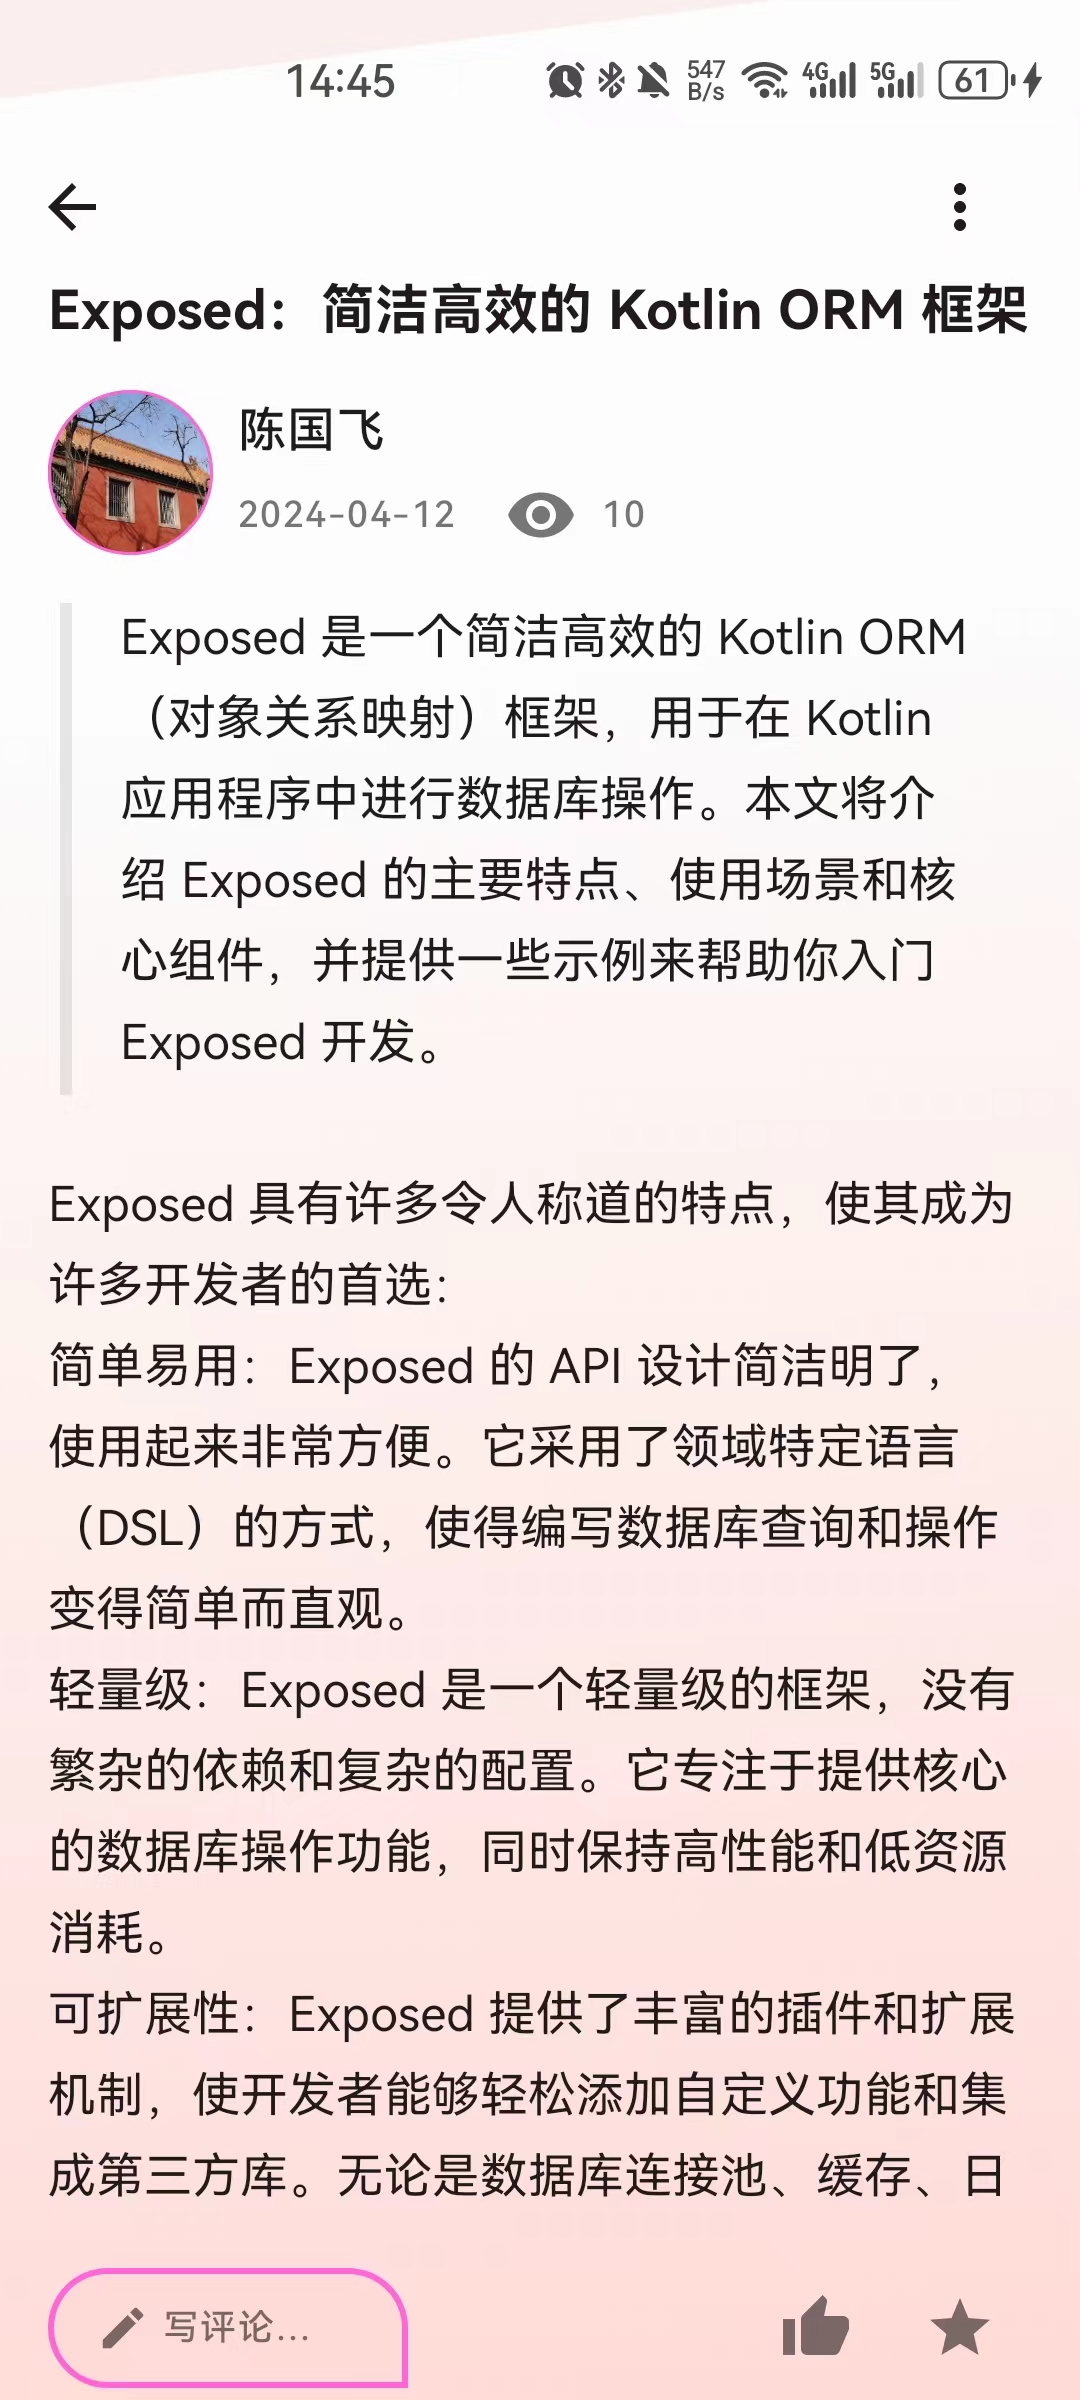 14:45
547
B/s
4G
5G
61
Exposed：简洁高效的 Kotlin ORM 框架
陈国飞
2024-04-12
10
Exposed 是一个简洁高效的 Kotlin ORM
（对象关系映射）框架，用于在 Kotlin
应用程序中进行数据库操作。本文将介
绍 Exposed 的主要特点、使用场景和核
心组件，并提供一些示例来帮助你入门
Exposed 开发。
Exposed 具有许多令人称道的特点，使其成为
许多开发者的首选：
简单易用：Exposed 的 API 设计简洁明了，
使用起来非常方便。它采用了领域特定语言
（DSL）的方式，使得编写数据库查询和操作
变得简单而直观。
轻量级：Exposed 是一个轻量级的框架，没有
繁杂的依赖和复杂的配置。它专注于提供核心
的数据库操作功能，同时保持高性能和低资源
消耗。
可扩展性：Exposed 提供了丰富的插件和扩展
机制，使开发者能够轻松添加自定义功能和集
成第三方库。无论是数据库连接池、缓存、日
写评论...